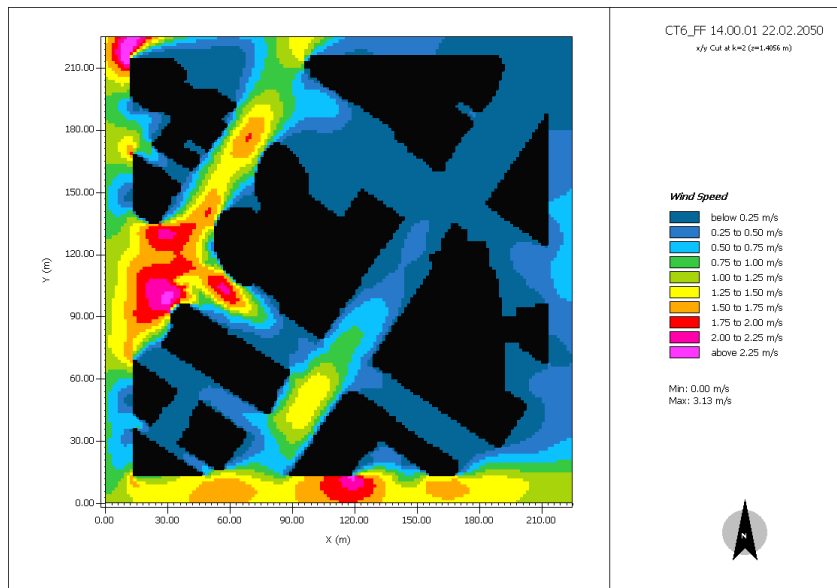 CT6_FF 14.00.01 22.02.2050
x/y Cut at k=2 (z=1.4056 m)
210.00
180.00
150.00
120.00
90.00
60.00
30.00
0.00
Y (m)
0.00 30.00 60.00 90.00 120.00 150.00 180.00 210.00
X (m)
Wind Speed
below 0.25 m/s
0.25 to 0.50 m/s
0.50 to 0.75 m/s
0.75 to 1.00 m/s
1.00 to 1.25 m/s
1.25 to 1.50 m/s
1.50 to 1.75 m/s
1.75 to 2.00 m/s
2.00 to 2.25 m/s
above 2.25 m/s
Min: 0.00 m/s
Max: 3.13 m/s
N